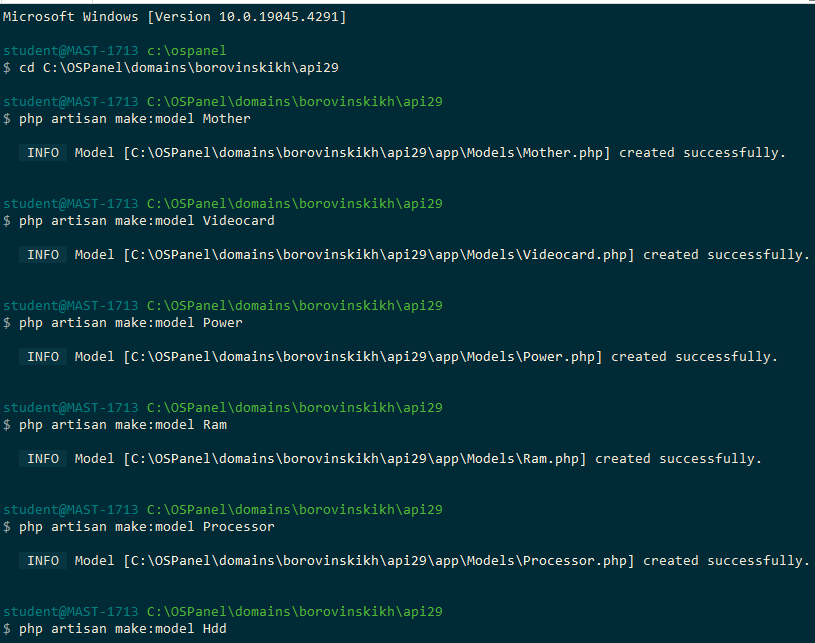 Microsoft Windows [Version 10.0.19045.4291]
student@MAST-1713 c:\ospanel
$ cd C:\OSPanel\domains\borovinskikh\api29
student@MAST-1713 C:\OSPanel\domains\borovinskikh\api29
$ php artisan make:model Mother
INFO Model [C:\OSPanel\domains\borovinskikh\api29\app\Models\Mother.php] created successfully.
student@MAST-1713 C:\OSPanel\domains\borovinskikh\api29
$ php artisan make:model Videocard
INFO Model [C:\OSPanel\domains\borovinskikh\api29\app\Models\Videocard.php] created successfully.
student@MAST-1713 C:\OSPanel\domains\borovinskikh\api29
$ php artisan make:model Power
INFO Model [C:\OSPanel\domains\borovinskikh\api29\app\Models\Power.php] created successfully.
student@MAST-1713 C:\OSPanel\domains\borovinskikh\api29
$ php artisan make:model Ram
INFO Model [C:\OSPanel\domains\borovinskikh\api29\app\Models\Ram.php] created successfully.
student@MAST-1713 C:\OSPanel\domains\borovinskikh\api29
$ php artisan make:model Processor
INFO Model [C:\OSPanel\domains\borovinskikh\api29\app\Models\Processor.php] created successfully.
student@MAST-1713 C:\OSPanel\domains\borovinskikh\api29
$ php artisan make:model Hdd